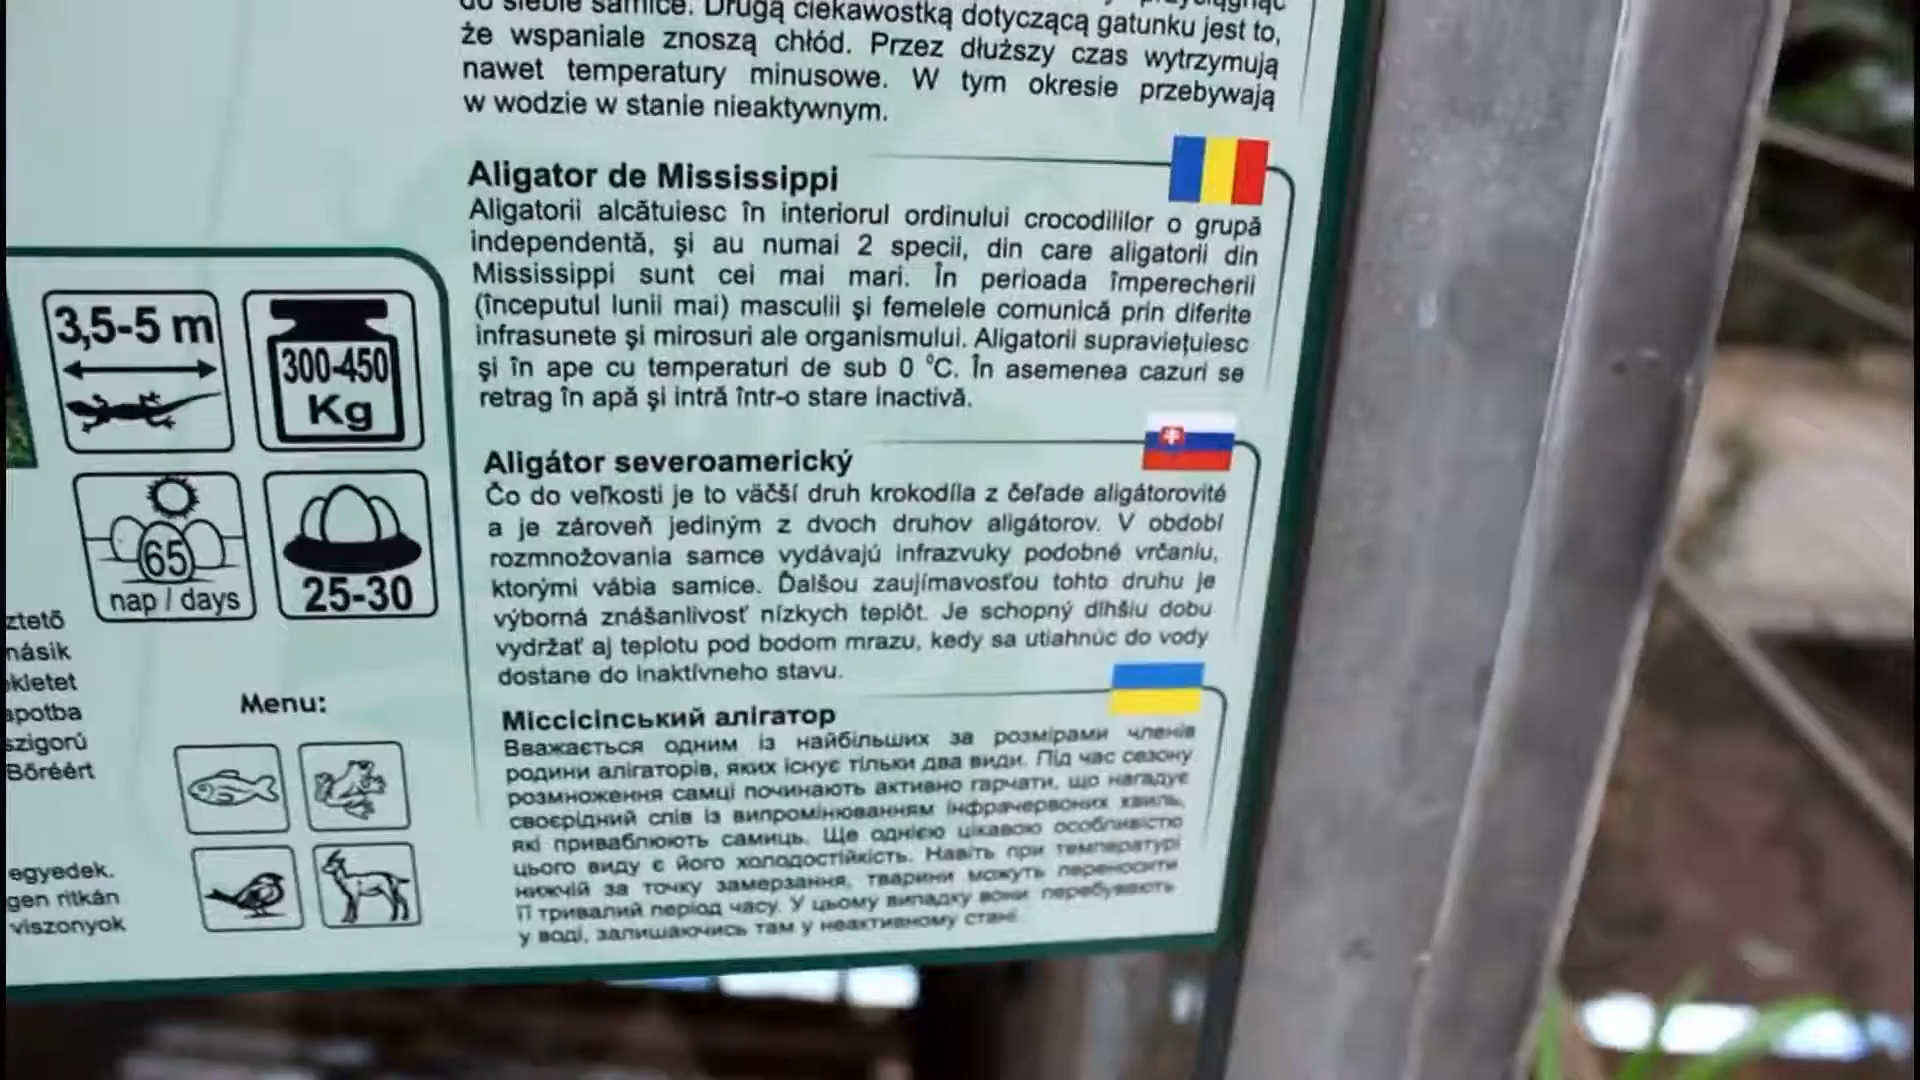 do siebie samice. Drugą ciekawostką dotyczącą gatunku jest to,
że wspaniale znoszą chłód. Przez dłuższy czas wytrzymują
nawet temperatury minusowe. W tym okresie przebywają
w wodzie w stanie nieaktywnym.
Aligator de Mississippi
Aligatorii alcătuiesc în interiorul ordinului crocodililor o grupă
independentă, şi au numai 2 specii, din care aligatorii din
Mississippi sunt cei mai mari. În perioada împerecherii
(începutul lunii mai) masculii şi femelele comunică prin diferite
infrasunete şi mirosuri ale organismului. Aligatorii supravieţuiesc
şi în ape cu temperaturi de sub 0 °C. În asemenea cazuri se
retrag în apă şi intră într-o stare inactivă.
Aligátor severoamerický
Čo do veľkosti je to väčší druh krokodíla z čeľade aligátorovité
a je zároveň jediným z dvoch druhov aligátorov. V období
rozmnožovania samce vydávajú infrazvuky podobné vrčaniu,
ktorými vábia samice. Ďalšou zaujímavosťou tohto druhu je
výborná znášanlivosť nízkych teplôt. Je schopný dlhšiu dobu
vydržať aj teplotu pod bodom mrazu, kedy sa utiahnúc do vody
dostane do inaktívneho stavu.
Міссісіпський алігатор
Вважається одним із найбільших за розмірами членів
родини алігаторів, яких існує тільки два види. Під час сезону
розмноження самці починають активно гарчати, що нагадує
своєрідний спів із випромінюванням інфрачервоних хвиль,
які приваблюють самиць. Ще однією цікавою особливістю
цього виду є його холодостійкість. Навіть при температурі
нижчій за точку замерзання, тварини можуть переносити
її тривалий період часу. У цьому випадку вони перебувають
у воді, залишаючись там у неактивному стані.
3,5-5 m
300-450
Kg
65
nap / days
25-30
ztető
násik
kletet
apotba
szigorú
Bőréért
Menu:
egyedek.
gen ritkán
viszonyok